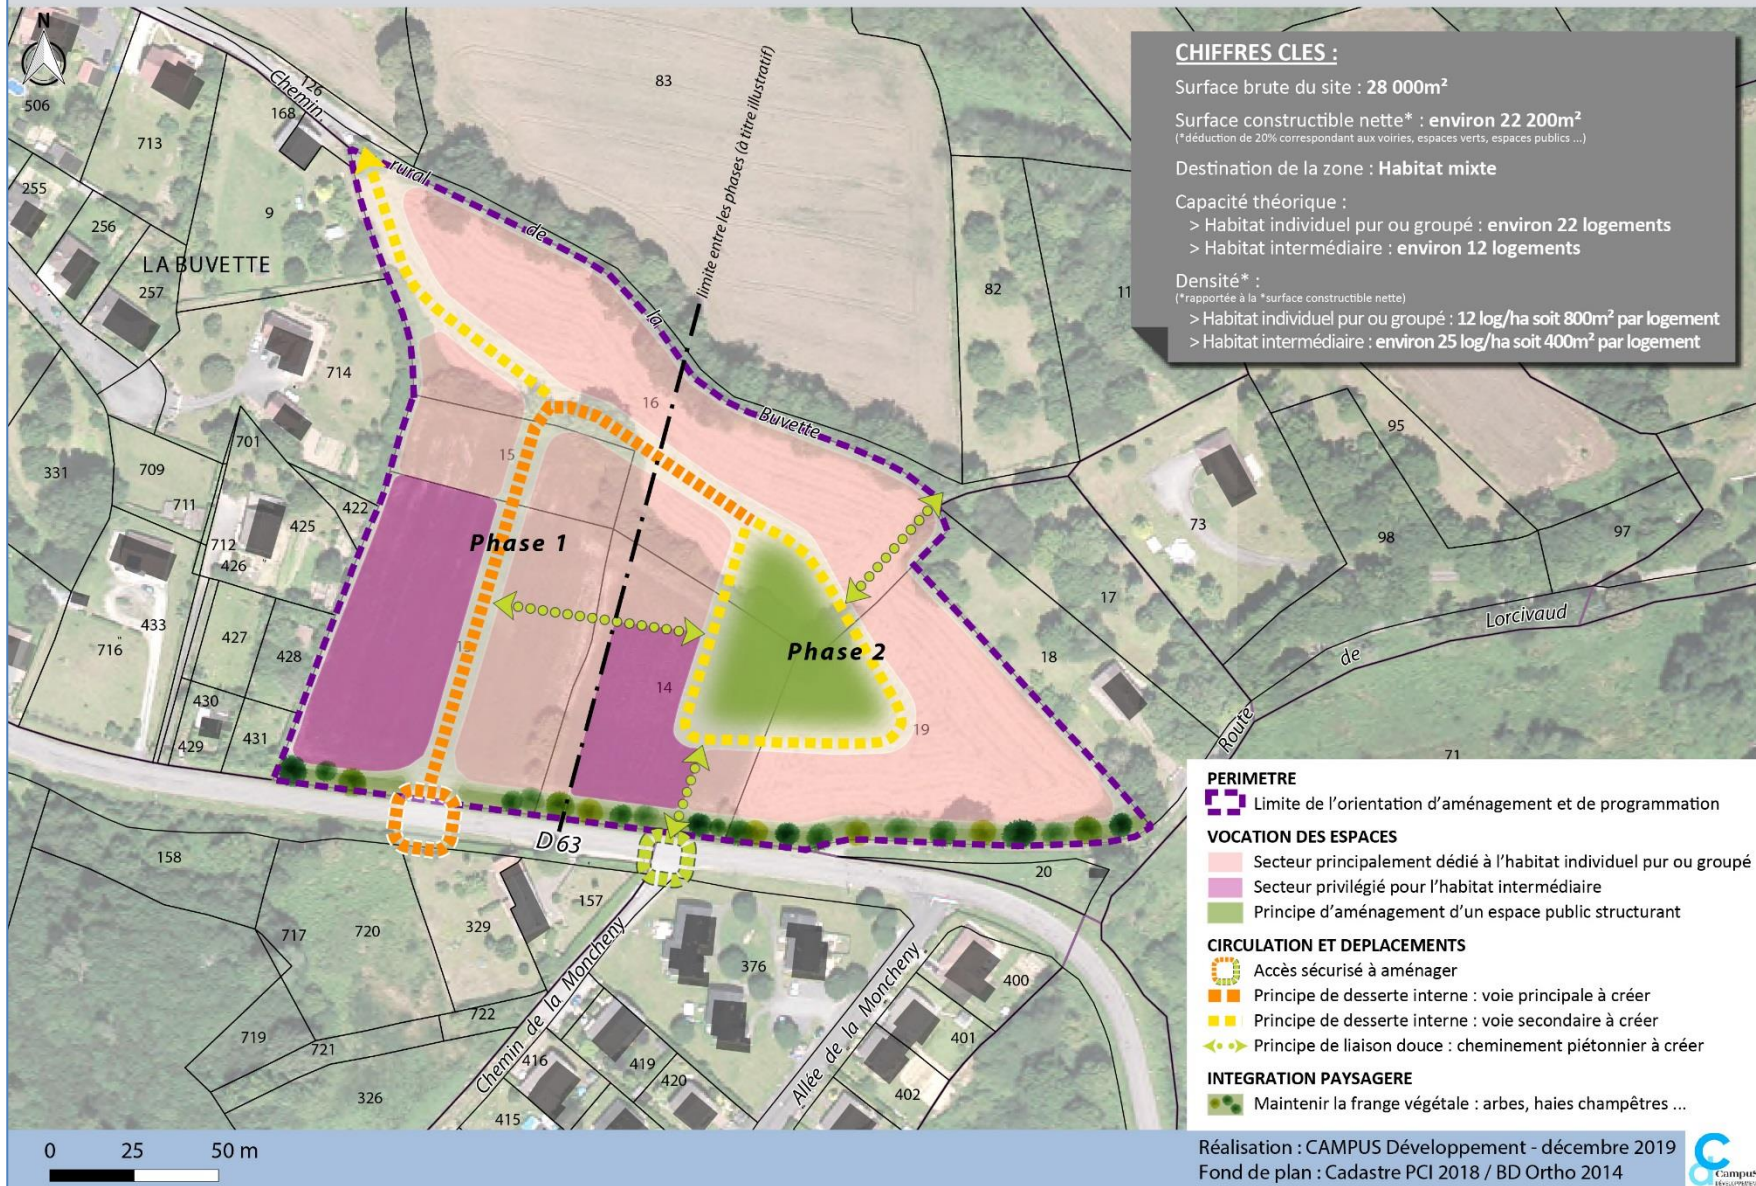 N
CHIFFRES CLES :
Surface brute du site : 28 000m²
Surface constructible nette* : environ 22 200m²
(*déduction de 20% correspondant aux voiries, espaces verts, espaces publics ...)
Destination de la zone : Habitat mixte
Capacité théorique :
> Habitat individuel pur ou groupé : environ 22 logements
> Habitat intermédiaire : environ 12 logements
Densité* :
(*rapportée à la *surface constructible nette)
> Habitat individuel pur ou groupé : 12 log/ha soit 800m² par logement
> Habitat intermédiaire : environ 25 log/ha soit 400m² par logement
506
713
126
168
83
255
256
9
257
LA BUVETTE
Chemin rural de la Buvette
limite entre les phases (à titre illustratif)
82
11
714
16
95
701
709
331
711
15
422
425
712
426
73
98
97
Phase 1
433
716
427
428
17
18
Phase 2
14
13
19
430
429
431
Route de Lorcivaud
71
D 63
20
158
157
717
720
329
376
400
Chemin de la Moncheny
Allée de la Moncheny
722
719
721
416
419
420
401
402
326
415
PERIMETRE
Limite de l'orientation d'aménagement et de programmation
VOCATION DES ESPACES
Secteur principalement dédié à l'habitat individuel pur ou groupé
Secteur privilégié pour l'habitat intermédiaire
Principe d'aménagement d'un espace public structurant
CIRCULATION ET DEPLACEMENTS
Accès sécurisé à aménager
Principe de desserte interne : voie principale à créer
Principe de desserte interne : voie secondaire à créer
Principe de liaison douce : cheminement piétonnier à créer
INTEGRATION PAYSAGERE
Maintenir la frange végétale : arbes, haies champêtres ...
0 25 50 m
Réalisation : CAMPUS Développement - décembre 2019
Fond de plan : Cadastre PCI 2018 / BD Ortho 2014
Campus
DÉVELOPPEMENT